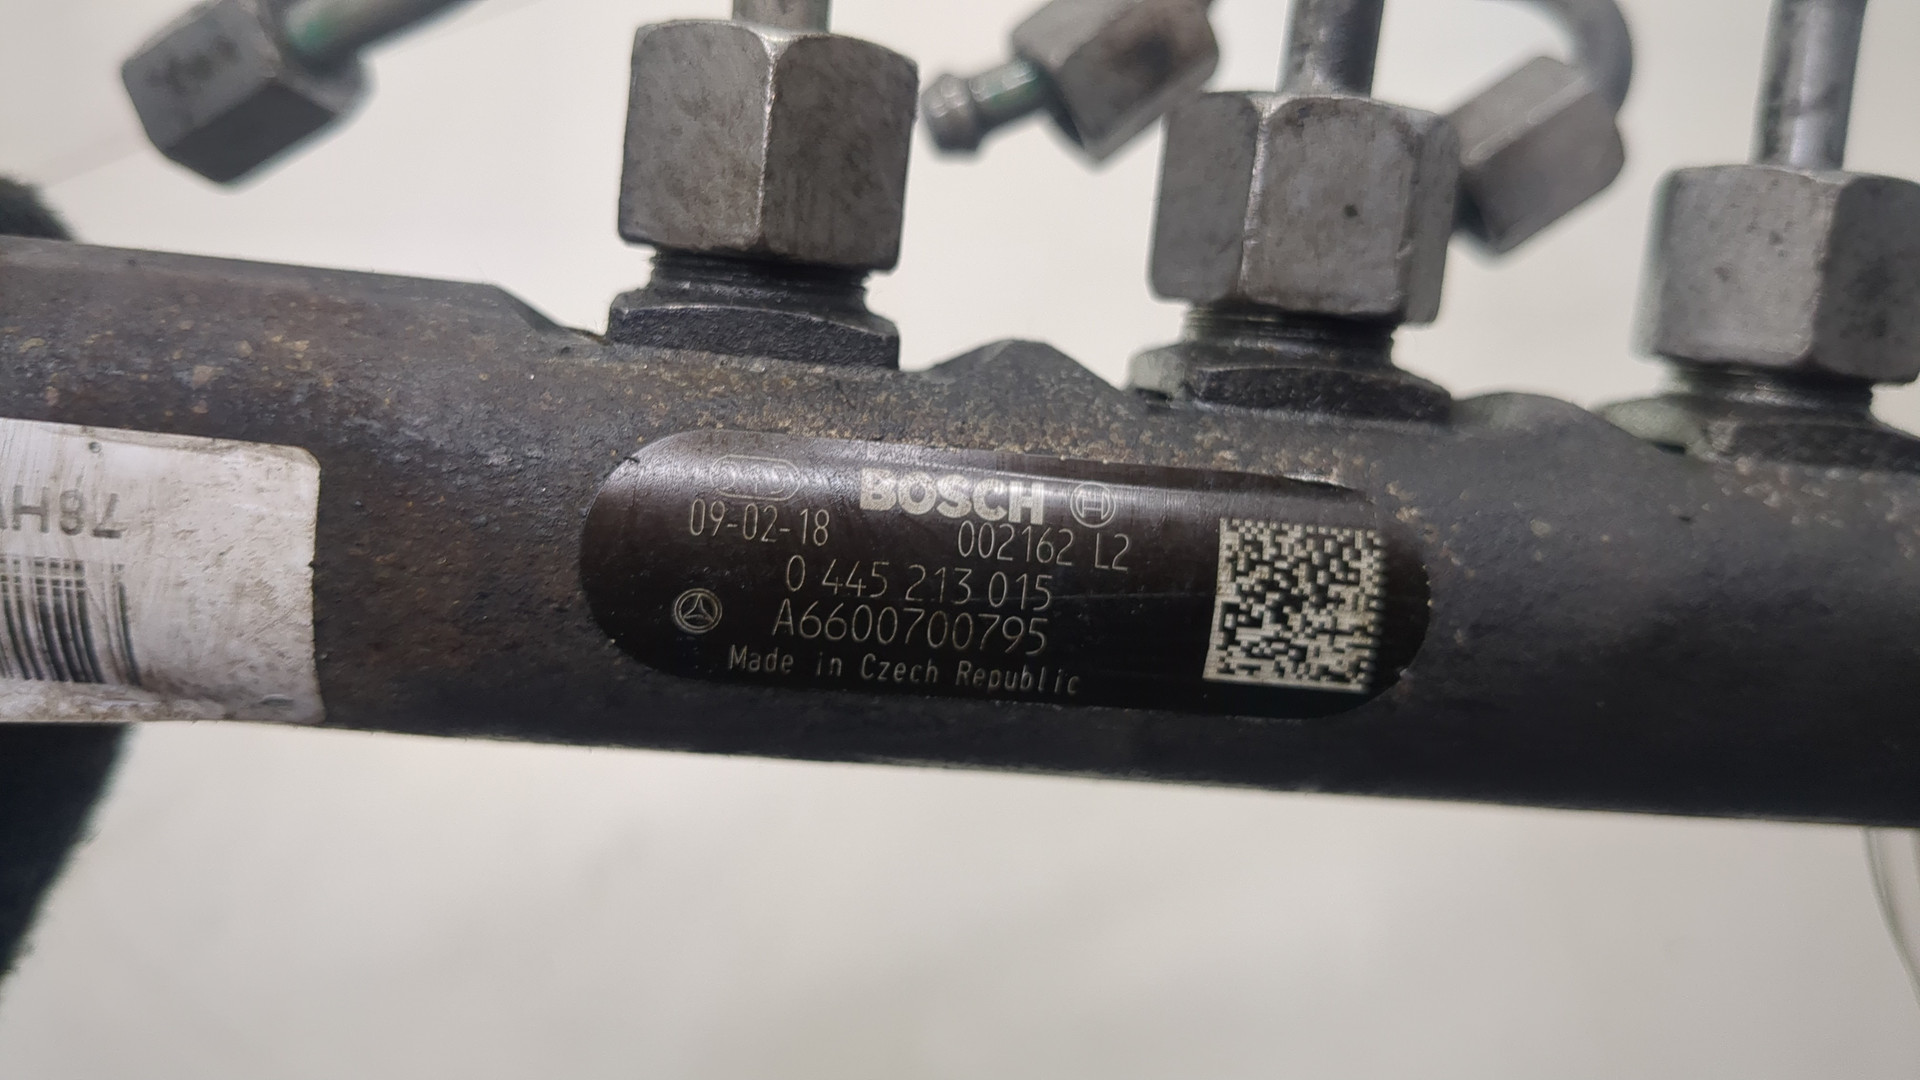 BOSCH
09-02-18 002162 L2
0 445 213 015
A6600700795
Made in Czech Republic